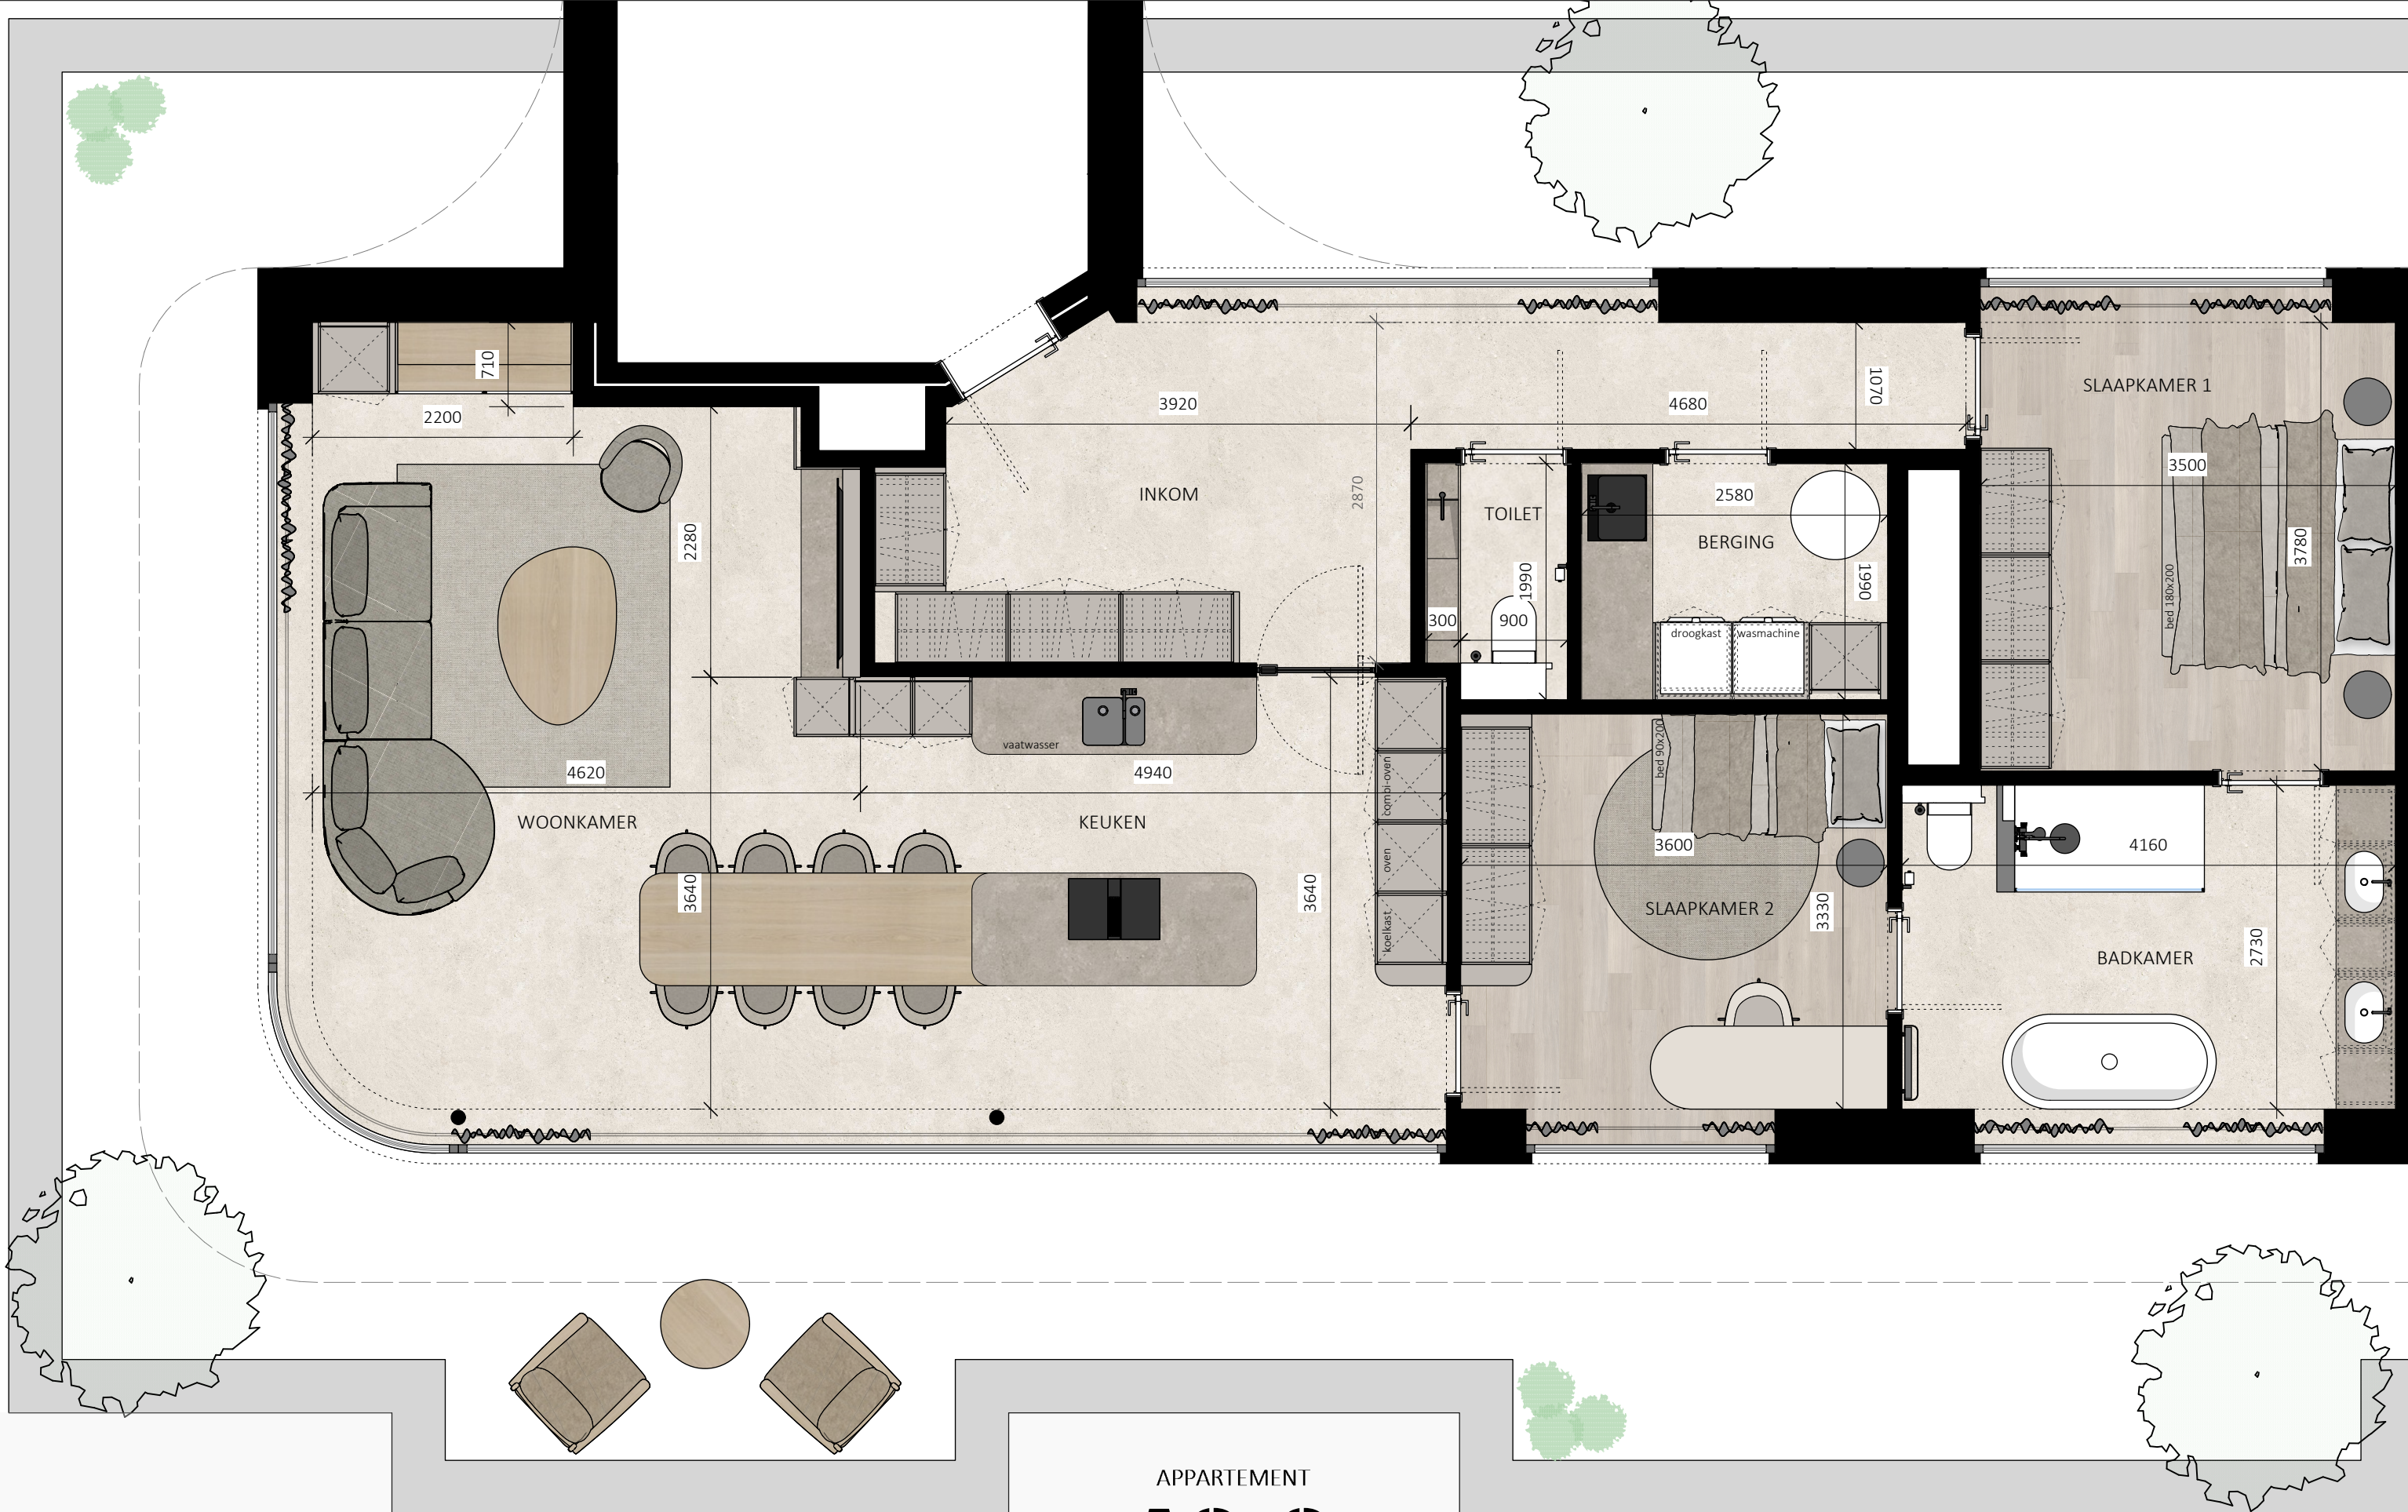 710
2200
3920
4680
1070
SLAAPKAMER 1
3500
3780
bed 180x200
2280
INKOM
2870
TOILET
1990
300
900
2580
BERGING
1990
droogkast
wasmachine
vaatwasser
4620
4940
WOONKAMER
KEUKEN
combi-oven
oven
koelkast
3640
3640
bed 90x200
3600
SLAAPKAMER 2
3330
4160
BADKAMER
2730
APPARTEMENT